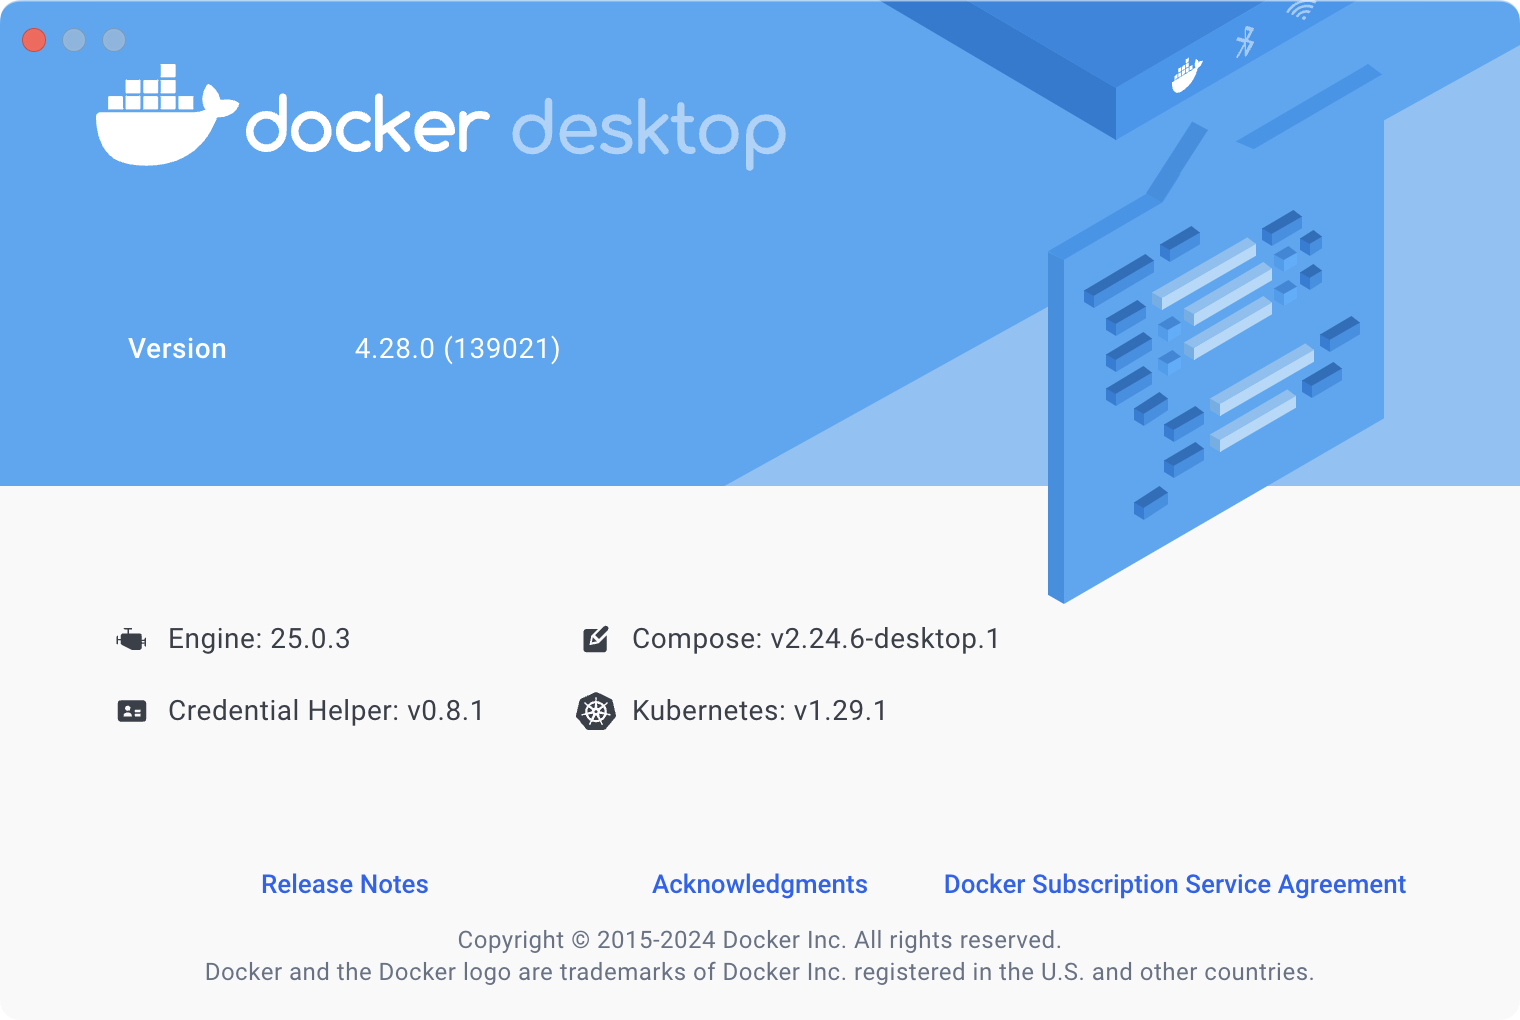 docker desktop
Version 4.28.0 (139021)
Engine: 25.0.3
Compose: v2.24.6-desktop.1
Credential Helper: v0.8.1
Kubernetes: v1.29.1
Release Notes
Acknowledgments
Docker Subscription Service Agreement
Copyright © 2015-2024 Docker Inc. All rights reserved.
Docker and the Docker logo are trademarks of Docker Inc. registered in the U.S. and other countries.